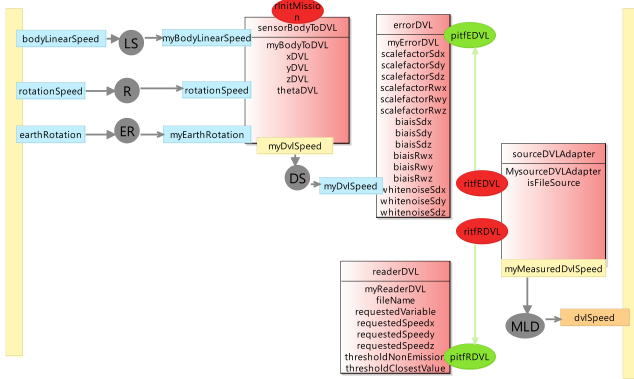 rInitMissio
n
sensorBodyToDVL
myBodyToDVL
xDVL
yDVL
zDVL
thetaDVL
bodyLinearSpeed
LS
myBodyLinearSpeed
rotationSpeed
R
rotationSpeed
earthRotation
ER
myEarthRotation
myDvlSpeed
DS
myDvlSpeed
errorDVL
myErrorDVL
scalefactorSdx
scalefactorSdy
scalefactorSdz
scalefactorRwx
scalefactorRwy
scalefactorRwz
biaisSdx
biaisSdy
biaisSdz
biaisRwx
biaisRwy
biaisRwz
whitenoiseSdx
whitenoiseSdy
whitenoiseSdz
pitfEDVL
ritfEDVL
ritfRDVL
sourceDVLAdapter
MysourceDVLAdapter
isFileSource
myMeasuredDvlSpeed
MLD
dvlSpeed
readerDVL
myReaderDVL
fileName
requestedVariable
requestedSpeedx
requestedSpeedy
requestedSpeedz
thresholdNonEmission
thresholdClosestValue
pitfRDVL